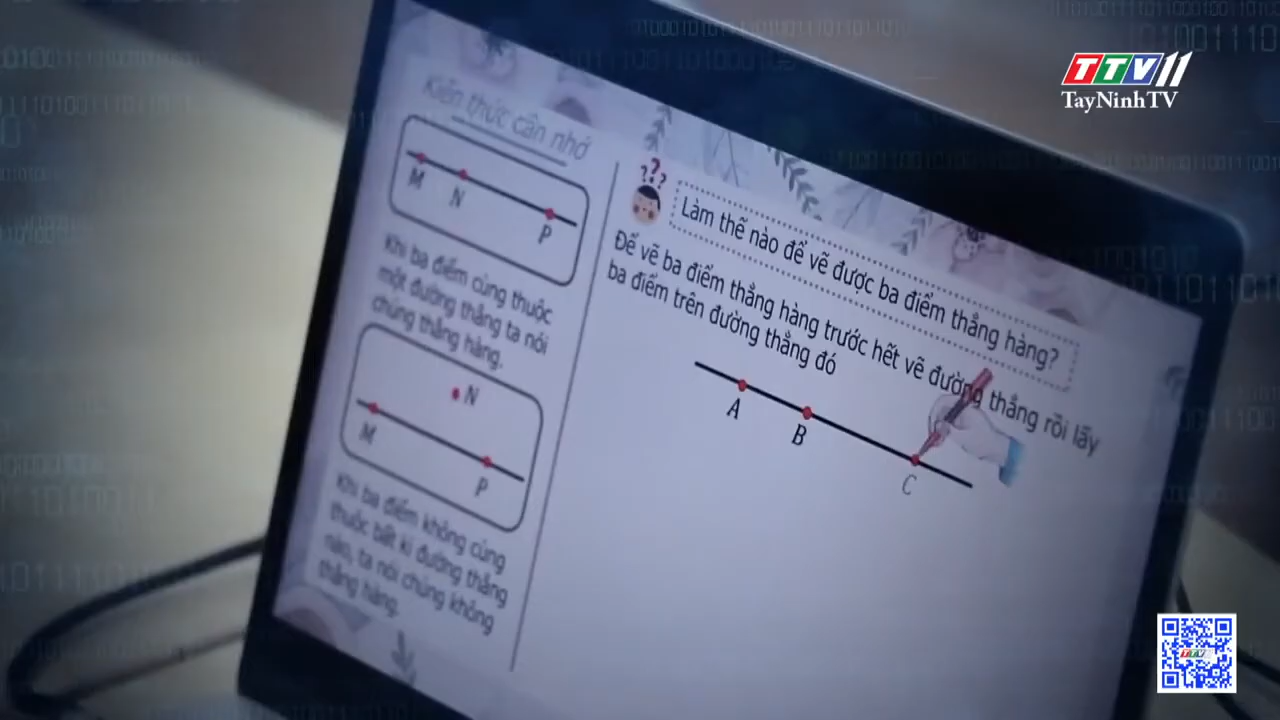 TTV11
TayNinhTV
Kiến thức cần nhớ
M
N
P
Khi ba điểm cùng thuộc
một đường thẳng ta nói
chúng thẳng hàng.
N
M
P
Khi ba điểm không cùng
thuộc bất kì đường thẳng
nào, ta nói chúng không
thẳng hàng.
???
Làm thế nào để vẽ được ba điểm thẳng hàng?
Để vẽ ba điểm thẳng hàng trước hết vẽ đường thẳng rồi lấy
ba điểm trên đường thẳng đó
A
B
C
TTV